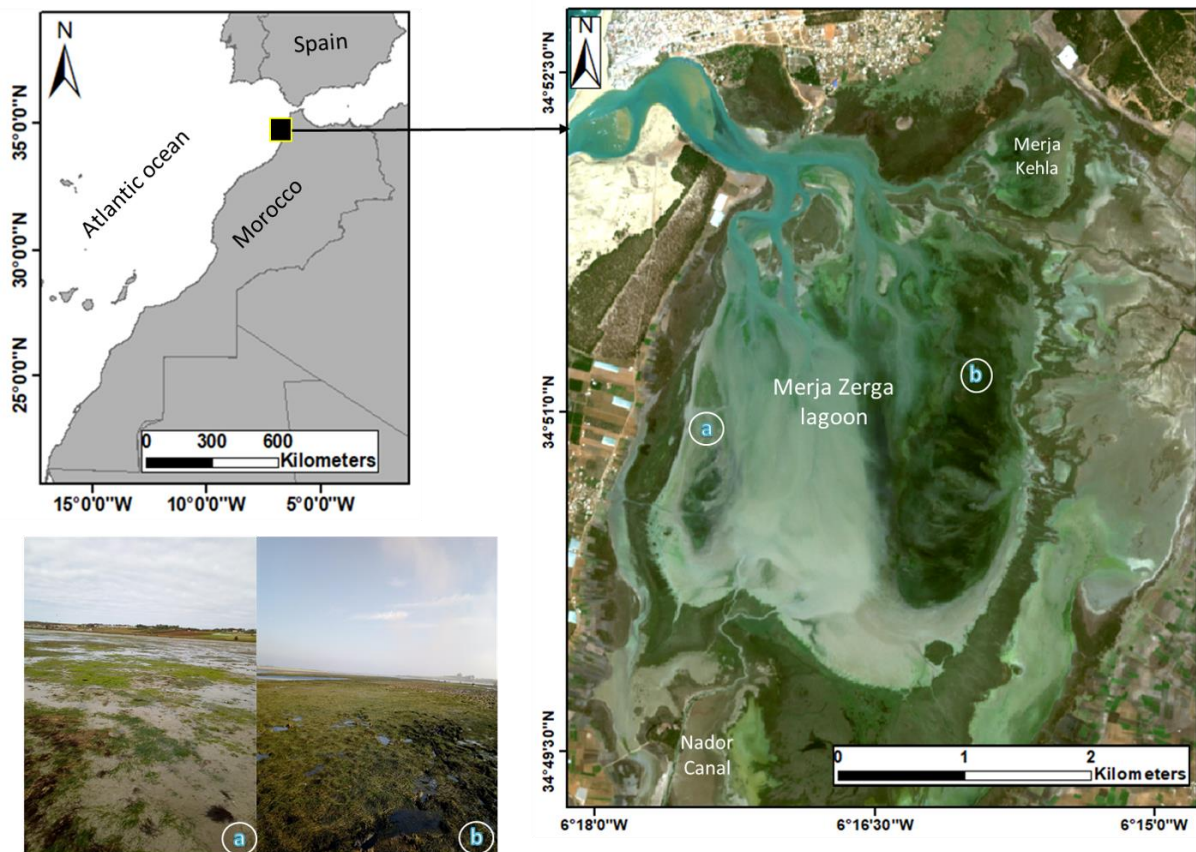 N
Spain
Atlantic ocean
Morocco
35°0'0"N
30°0'0"N
25°0'0"N
0 300 600
Kilometers
15°0'0"W 10°0'0"W 5°0'0"W
a
b
N
Merja
Kehla
Merja Zerga
lagoon
a
b
Nador
Canal
0 1 2
Kilometers
34°52'30"N
34°51'0"N
34°49'30"N
6°18'0"W 6°16'30"W 6°15'0"W